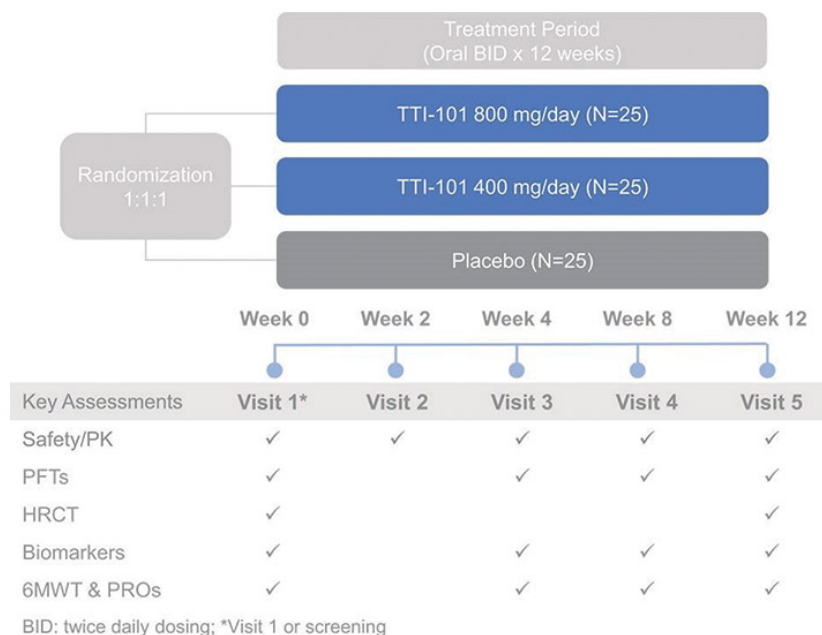 Treatment Period
(Oral BID x 12 weeks)
TTI-101 800 mg/day (N=25)
Randomization
1:1:1
TTI-101 400 mg/day (N=25)
Placebo (N=25)
Week 0 Week 2 Week 4 Week 8 Week 12
Key Assessments Visit 1* Visit 2 Visit 3 Visit 4 Visit 5
Safety/PK ✓ ✓ ✓ ✓ ✓
PFTs ✓ ✓ ✓ ✓
HRCT ✓ ✓
Biomarkers ✓ ✓ ✓ ✓
6MWT & PROs ✓ ✓ ✓ ✓
BID: twice daily dosing; *Visit 1 or screening